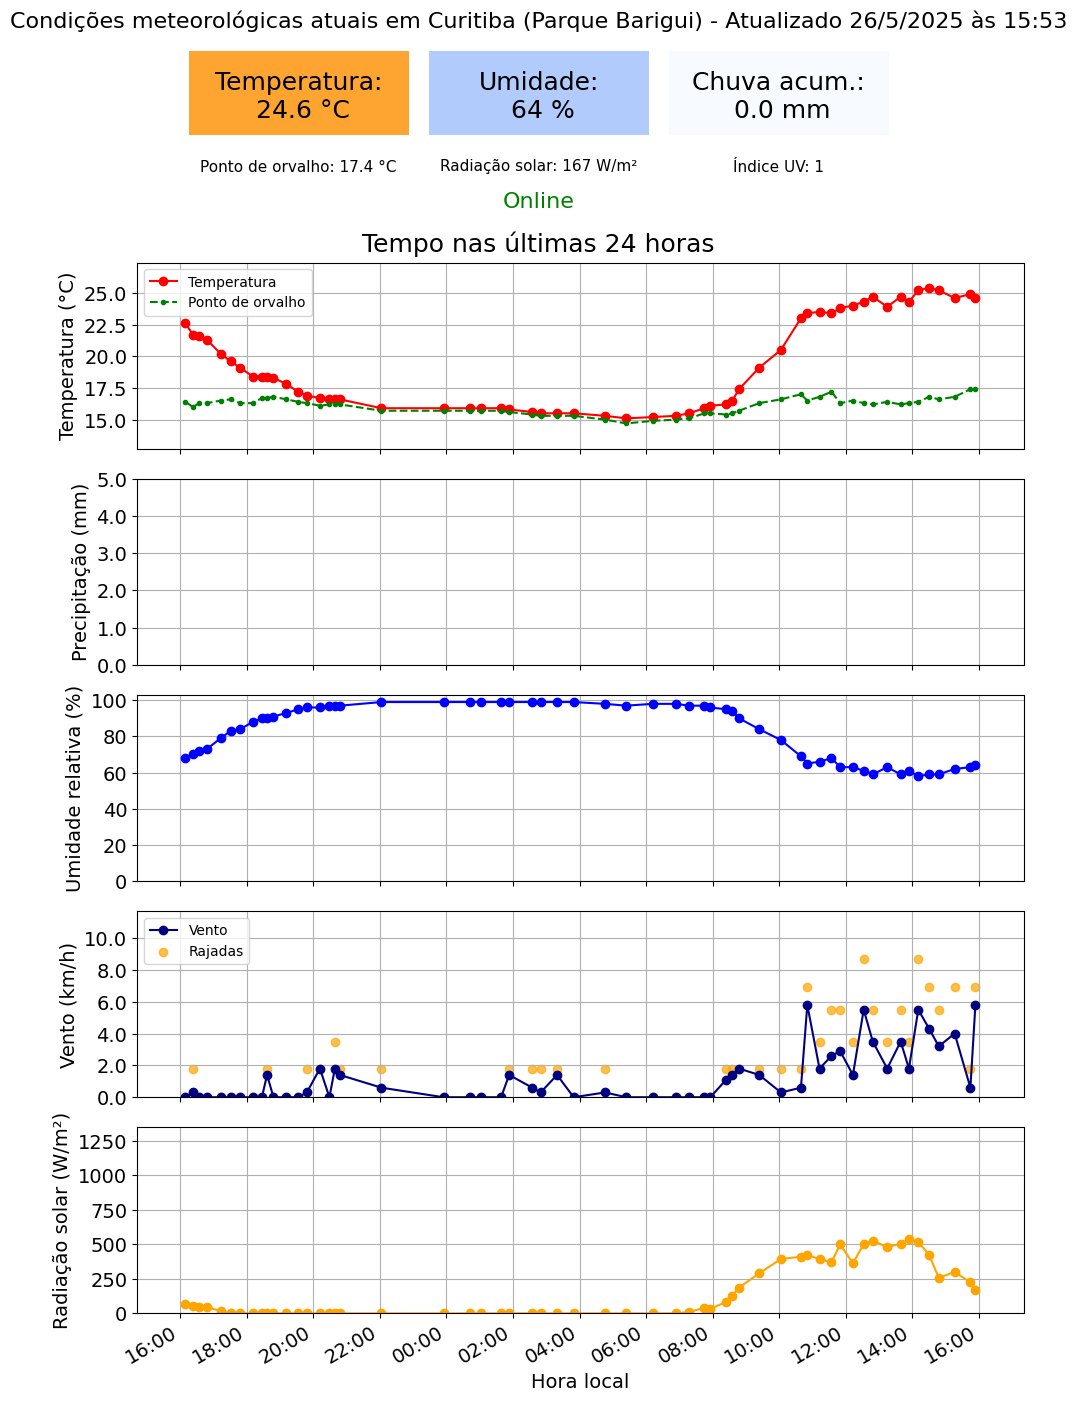 Condições meteorológicas atuais em Curitiba (Parque Barigui) - Atualizado 26/5/2025 às 15:53
Temperatura:
24.6 °C
Umidade:
64 %
Chuva acum.:
0.0 mm
Ponto de orvalho: 17.4 °C
Radiação solar: 167 W/m²
Índice UV: 1
Online
Tempo nas últimas 24 horas
Temperatura (°C)
25.0
22.5
20.0
17.5
15.0
Temperatura
Ponto de orvalho
Precipitação (mm)
5.0
4.0
3.0
2.0
1.0
0.0
Umidade relativa (%)
100
80
60
40
20
0
Vento (km/h)
10.0
8.0
6.0
4.0
2.0
0.0
Vento
Rajadas
Radiação solar (W/m²)
1250
1000
750
500
250
0
16:00
18:00
20:00
22:00
00:00
02:00
04:00
06:00
08:00
10:00
12:00
14:00
16:00
Hora local